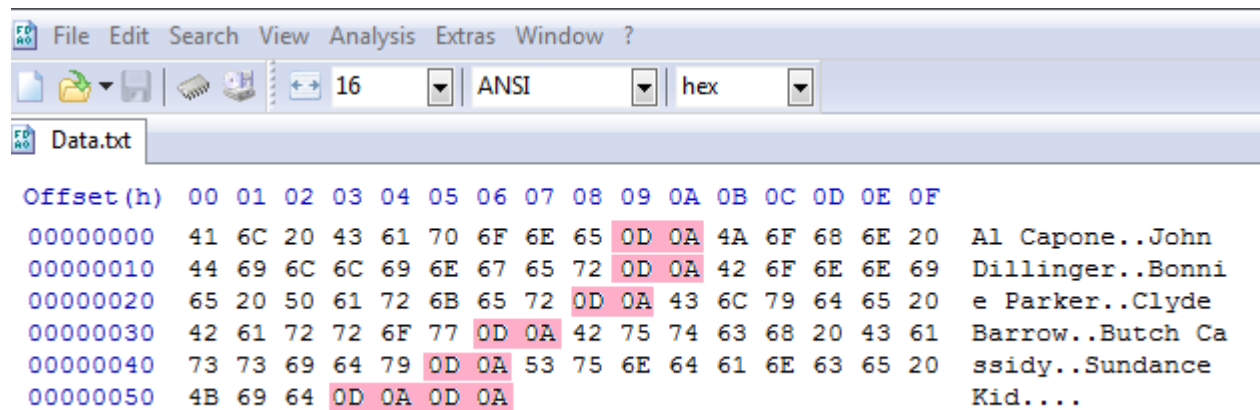 File Edit Search View Analysis Extras Window ?
16 ANSI hex
Data.txt
Offset(h) 00 01 02 03 04 05 06 07 08 09 0A 0B 0C 0D 0E 0F
00000000 41 6C 20 43 61 70 6F 6E 65 0D 0A 4A 6F 68 6E 20 Al Capone..John
00000010 44 69 6C 6C 69 6E 67 65 72 0D 0A 42 6F 6E 6E 69 Dillinger..Bonni
00000020 65 20 50 61 72 6B 65 72 0D 0A 43 6C 79 64 65 20 e Parker..Clyde
00000030 42 61 72 72 6F 77 0D 0A 42 75 74 63 68 20 43 61 Barrow..Butch Ca
00000040 73 73 69 64 79 0D 0A 53 75 6E 64 61 6E 63 65 20 ssidy..Sundance
00000050 4B 69 64 0D 0A 0D 0A Kid....